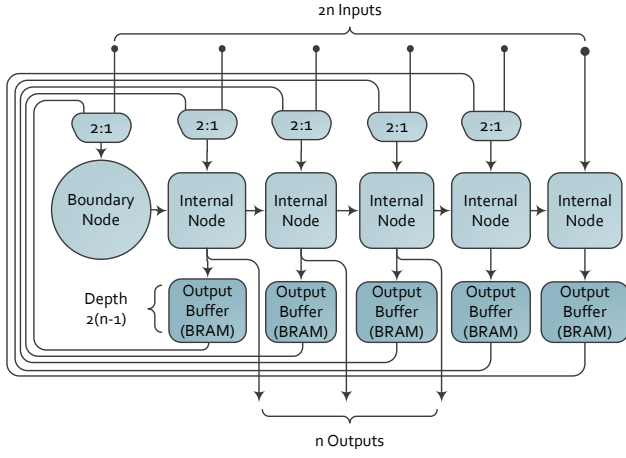 2n Inputs
2:1 2:1 2:1 2:1 2:1
Boundary
Node
Internal
Node
Internal
Node
Internal
Node
Internal
Node
Internal
Node
Depth
2(n-1)
Output
Buffer
(BRAM)
Output
Buffer
(BRAM)
Output
Buffer
(BRAM)
Output
Buffer
(BRAM)
Output
Buffer
(BRAM)
n Outputs